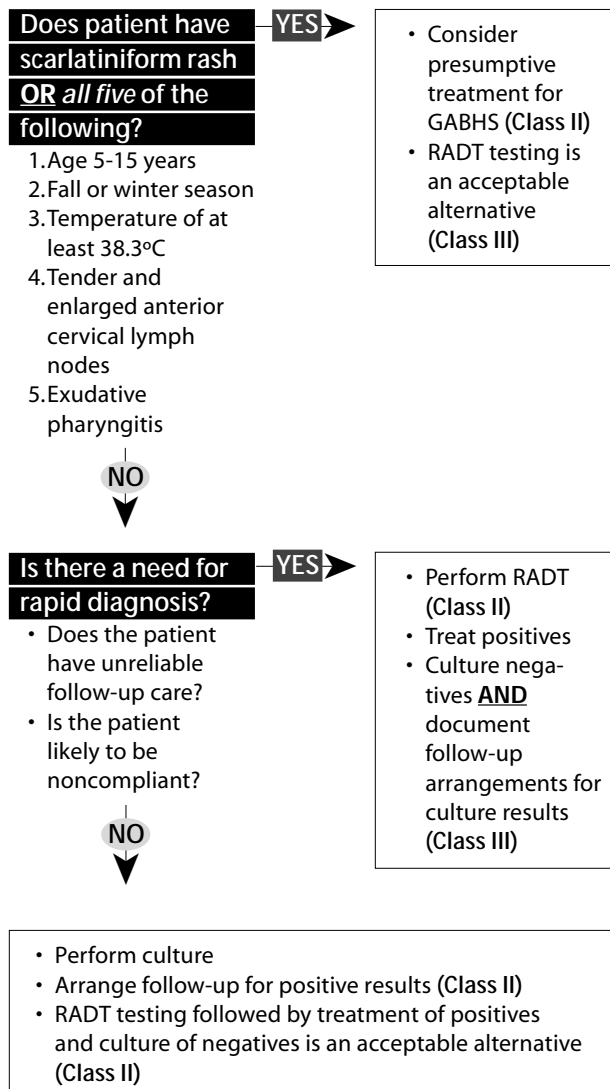 Does patient have
scarlatiniform rash
OR all five of the
following?
1.Age 5-15 years
2.Fall or winter season
3.Temperature of at
least 38.3ºC
4.Tender and
enlarged anterior
cervical lymph
nodes
5.Exudative
pharyngitis
YES
• Consider
presumptive
treatment for
GABHS (Class II)
• RADT testing is
an acceptable
alternative
(Class III)
NO
Is there a need for
rapid diagnosis?
• Does the patient
have unreliable
follow-up care?
• Is the patient
likely to be
noncompliant?
YES
• Perform RADT
(Class II)
• Treat positives
• Culture nega-
tives AND
document
follow-up
arrangements for
culture results
(Class III)
NO
• Perform culture
• Arrange follow-up for positive results (Class II)
• RADT testing followed by treatment of positives
and culture of negatives is an acceptable alternative
(Class II)